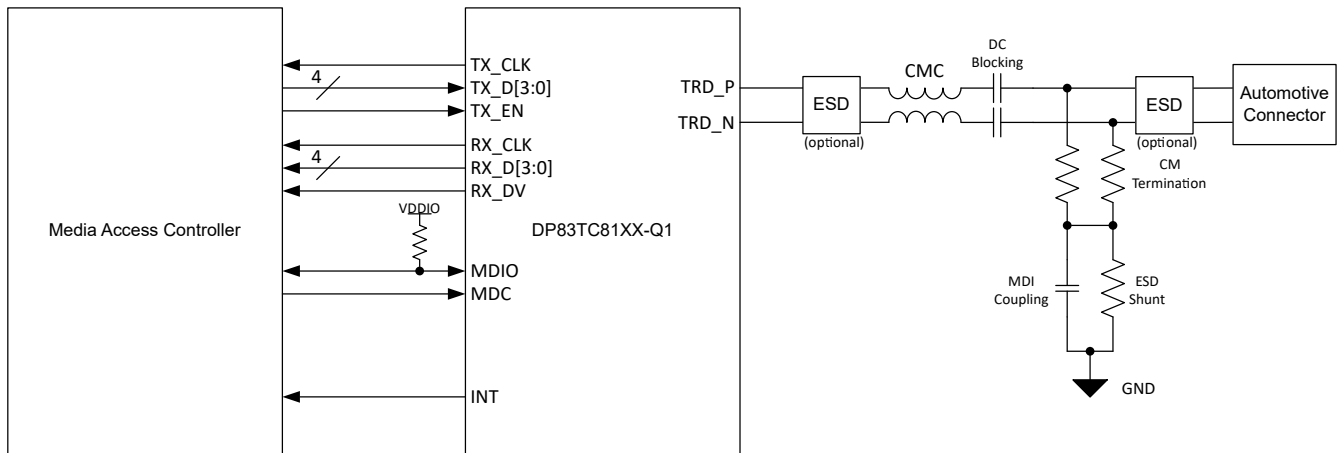 Media Access Controller
4
4
TX_CLK
TX_D[3:0]
TX_EN
RX_CLK
RX_D[3:0]
RX_DV
VDDIO
MDIO
MDC
INT
DP83TC81XX-Q1
TRD_P
TRD_N
ESD
(optional)
CMC
DC
Blocking
ESD
(optional)
Automotive
Connector
CM
Termination
MDI
Coupling
ESD
Shunt
GND